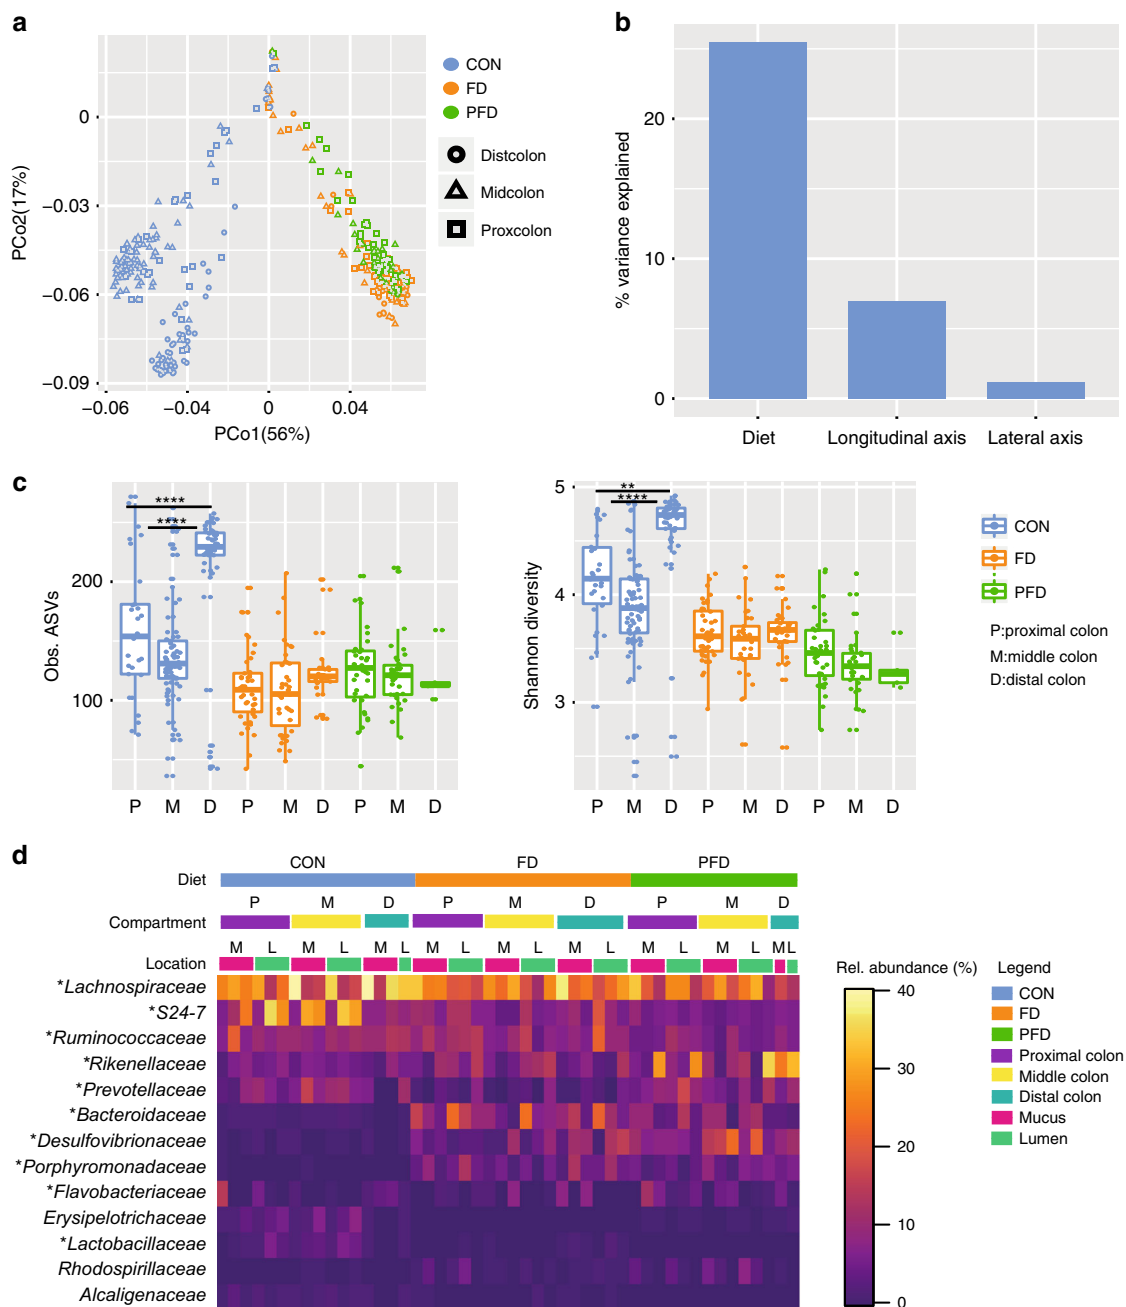 a
PCo2(17%)
0
−0.03
−0.06
−0.09
−0.06
−0.04
0
0.04
PCo1(56%)
CON
FD
PFD
Distcolon
Midcolon
Proxcolon
b
% variance explained
20
10
0
Diet
Longitudinal axis
Lateral axis
c
Obs. ASVs
200
100
****
****
P M D P M D P M D
Shannon diversity
5
4
3
**
****
P M D P M D P M D
CON
FD
PFD
P:proximal colon
M:middle colon
D:distal colon
d
CON FD PFD
Diet
P M D P M D P M D
Compartment
M L M L M L M L M L M L M L M L M L
Location
*Lachnospiraceae
*S24-7
*Ruminococcaceae
*Rikenellaceae
*Prevotellaceae
*Bacteroidaceae
*Desulfovibrionaceae
*Porphyromonadaceae
*Flavobacteriaceae
Erysipelotrichaceae
*Lactobacillaceae
Rhodospirillaceae
Alcaligenaceae
Rel. abundance (%)
40
30
20
10
0
Legend
CON
FD
PFD
Proximal colon
Middle colon
Distal colon
Mucus
Lumen